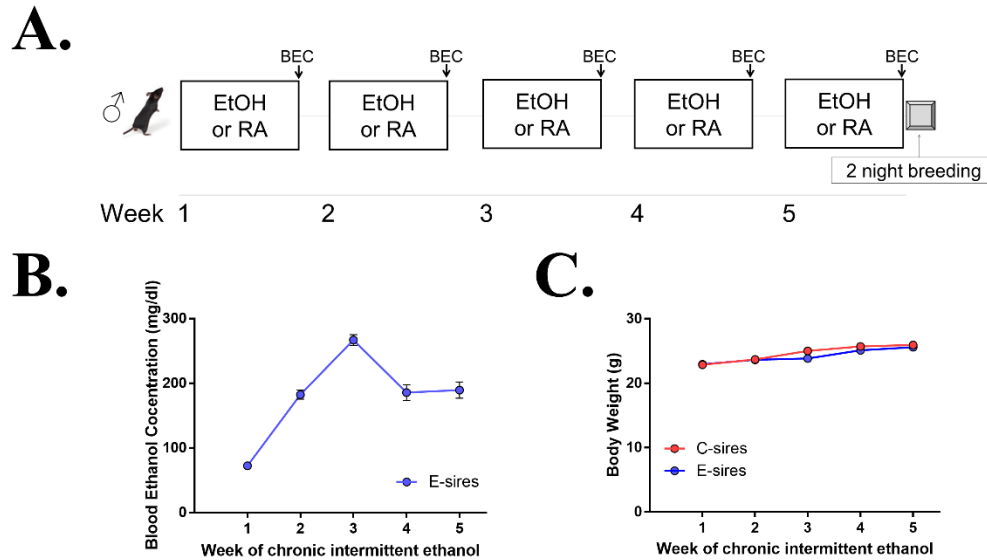 A.
BEC BEC BEC BEC BEC
♂ EtOH EtOH EtOH EtOH EtOH
or RA or RA or RA or RA or RA
2 night breeding
Week 1 2 3 4 5
B.
Blood Ethanol Cocentration (mg/dl)
300
200
100
0
E-sires
1 2 3 4 5
Week of chronic intermittent ethanol
C.
Body Weight (g)
30
20
10
0
C-sires
E-sires
1 2 3 4 5
Week of chronic intermittent ethanol